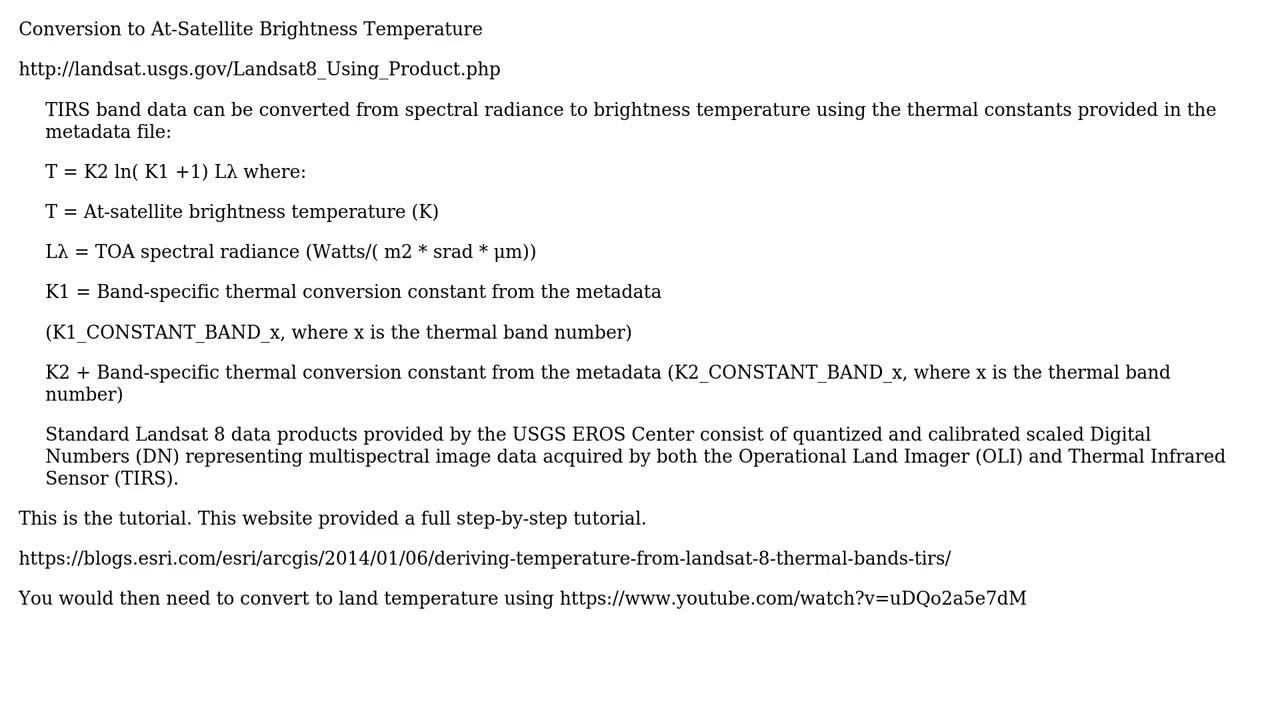 Conversion to At-Satellite Brightness Temperature
http://landsat.usgs.gov/Landsat8_Using_Product.php
TIRS band data can be converted from spectral radiance to brightness temperature using the thermal constants provided in the
metadata file:
T = K2 ln( K1 +1) Lλ where:
T = At-satellite brightness temperature (K)
Lλ = TOA spectral radiance (Watts/( m2 * srad * μm))
K1 = Band-specific thermal conversion constant from the metadata
(K1_CONSTANT_BAND_x, where x is the thermal band number)
K2 + Band-specific thermal conversion constant from the metadata (K2_CONSTANT_BAND_x, where x is the thermal band
number)
Standard Landsat 8 data products provided by the USGS EROS Center consist of quantized and calibrated scaled Digital
Numbers (DN) representing multispectral image data acquired by both the Operational Land Imager (OLI) and Thermal Infrared
Sensor (TIRS).
This is the tutorial. This website provided a full step-by-step tutorial.
https://blogs.esri.com/esri/arcgis/2014/01/06/deriving-temperature-from-landsat-8-thermal-bands-tirs/
You would then need to convert to land temperature using https://www.youtube.com/watch?v=uDQo2a5e7dM